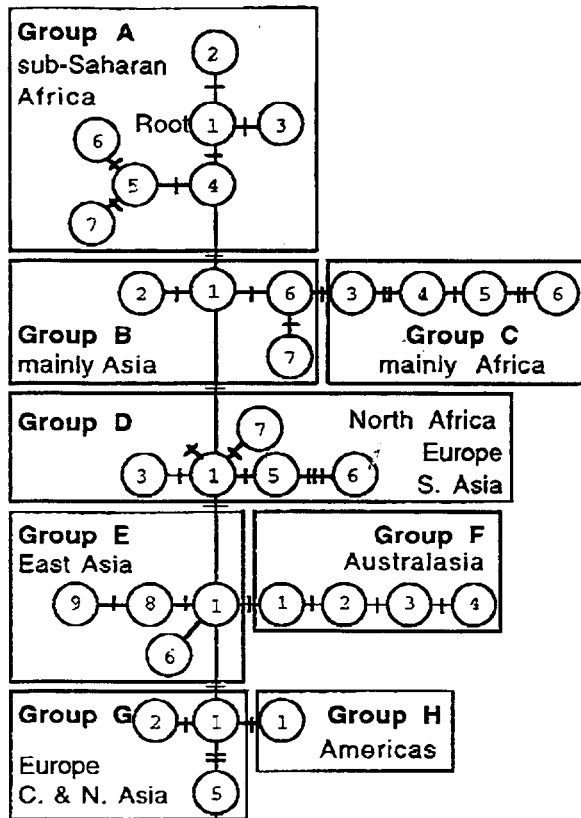 Group A
sub-Saharan
Africa
2
Root 1 3
6
5 4
7
2 1 6 3 4 5 6
Group B
mainly Asia
7
Group C
mainly Africa
Group D
North Africa
Europe
S. Asia
7
3 1 5 6
Group E
East Asia
Group F
Australasia
9 8 1 1 2 3 4
6
Group G
2 1 1
Group H
Americas
Europe
C. & N. Asia
5